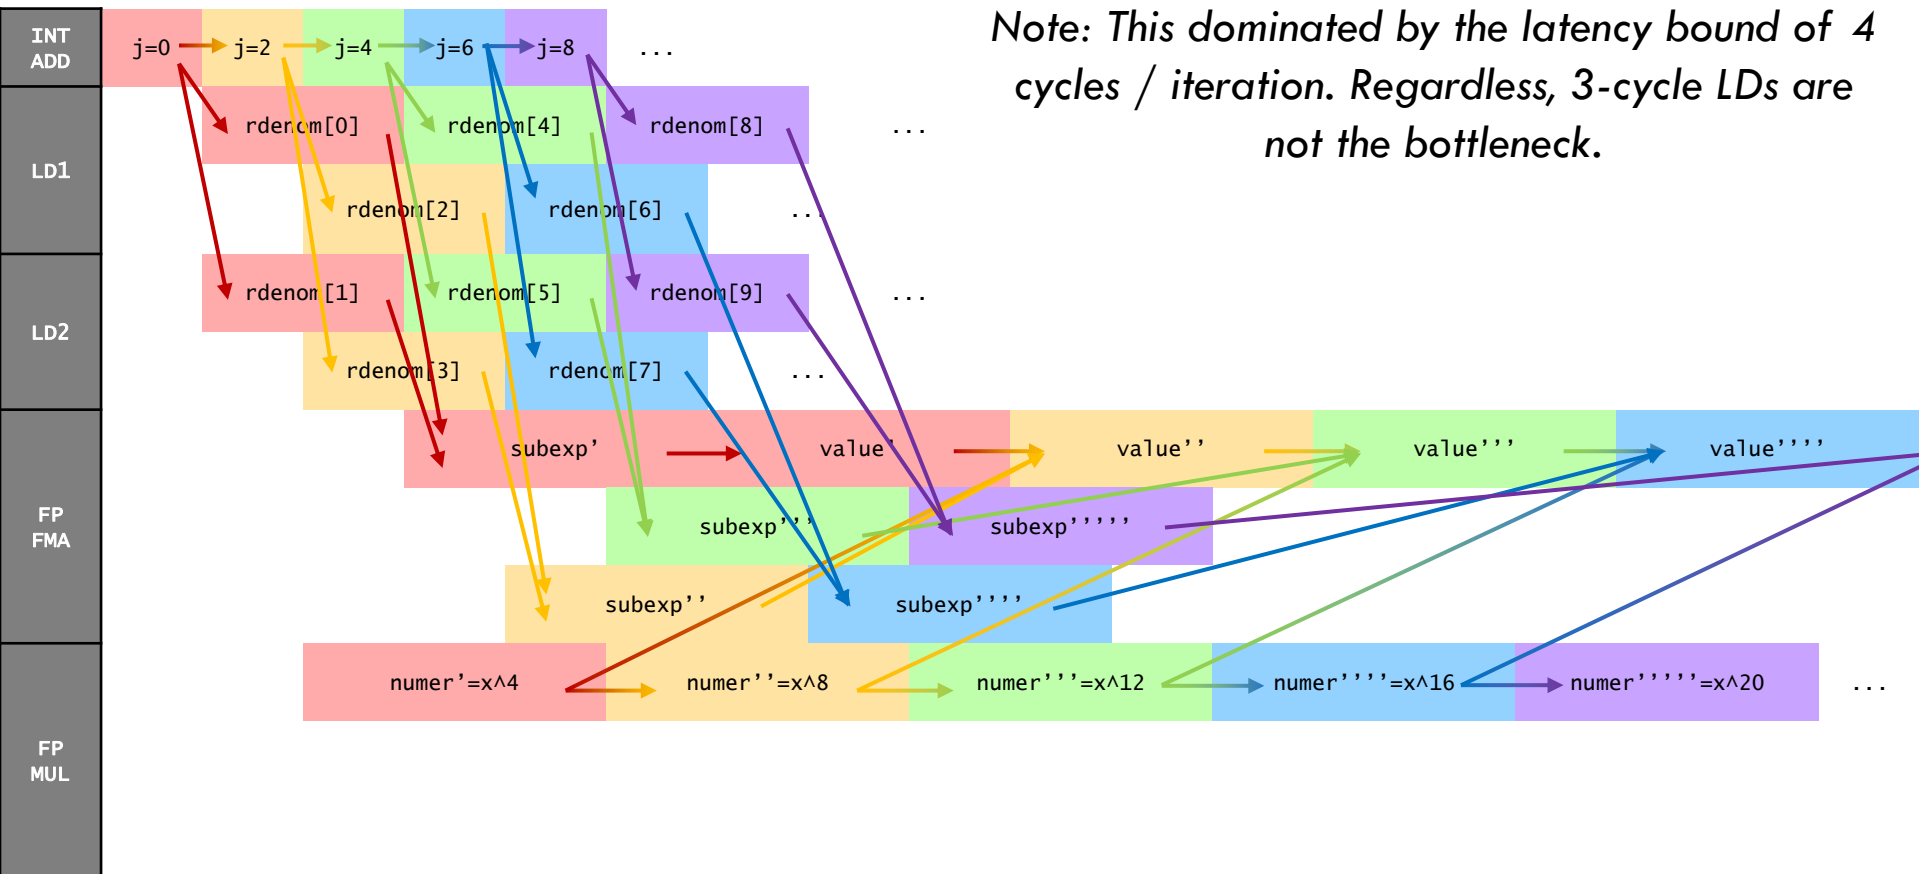 Note: This dominated by the latency bound of 4
cycles / iteration. Regardless, 3-cycle LDs are
not the bottleneck.
INT
ADD
j=0 j=2 j=4 j=6 j=8 ...
LD1
rdenom[0] rdenom[4] rdenom[8] ...
rdenom[2] rdenom[6] ...
LD2
rdenom[1] rdenom[5] rdenom[9] ...
rdenom[3] rdenom[7] ...
FP
FMA
subexp' value' value'' value''' value''''
subexp''' subexp'''''
subexp'' subexp''''
FP
MUL
numer'=x^4 numer''=x^8 numer'''=x^12 numer''''=x^16 numer'''''=x^20 ...